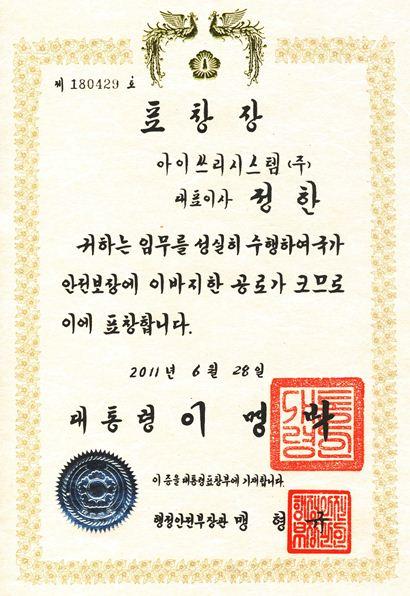 제 180429 호
표창장
아이쓰리시스템(주)
대표이사 정한
귀하는 임무를 성실히 수행하여 국가
안전보장에 이바지한 공로가 크므로
이에 표창합니다.
2011년 6월 28일
대통령 이명박
이 증을 대통령표창부에 기재합니다.
행정안전부장관 맹형규